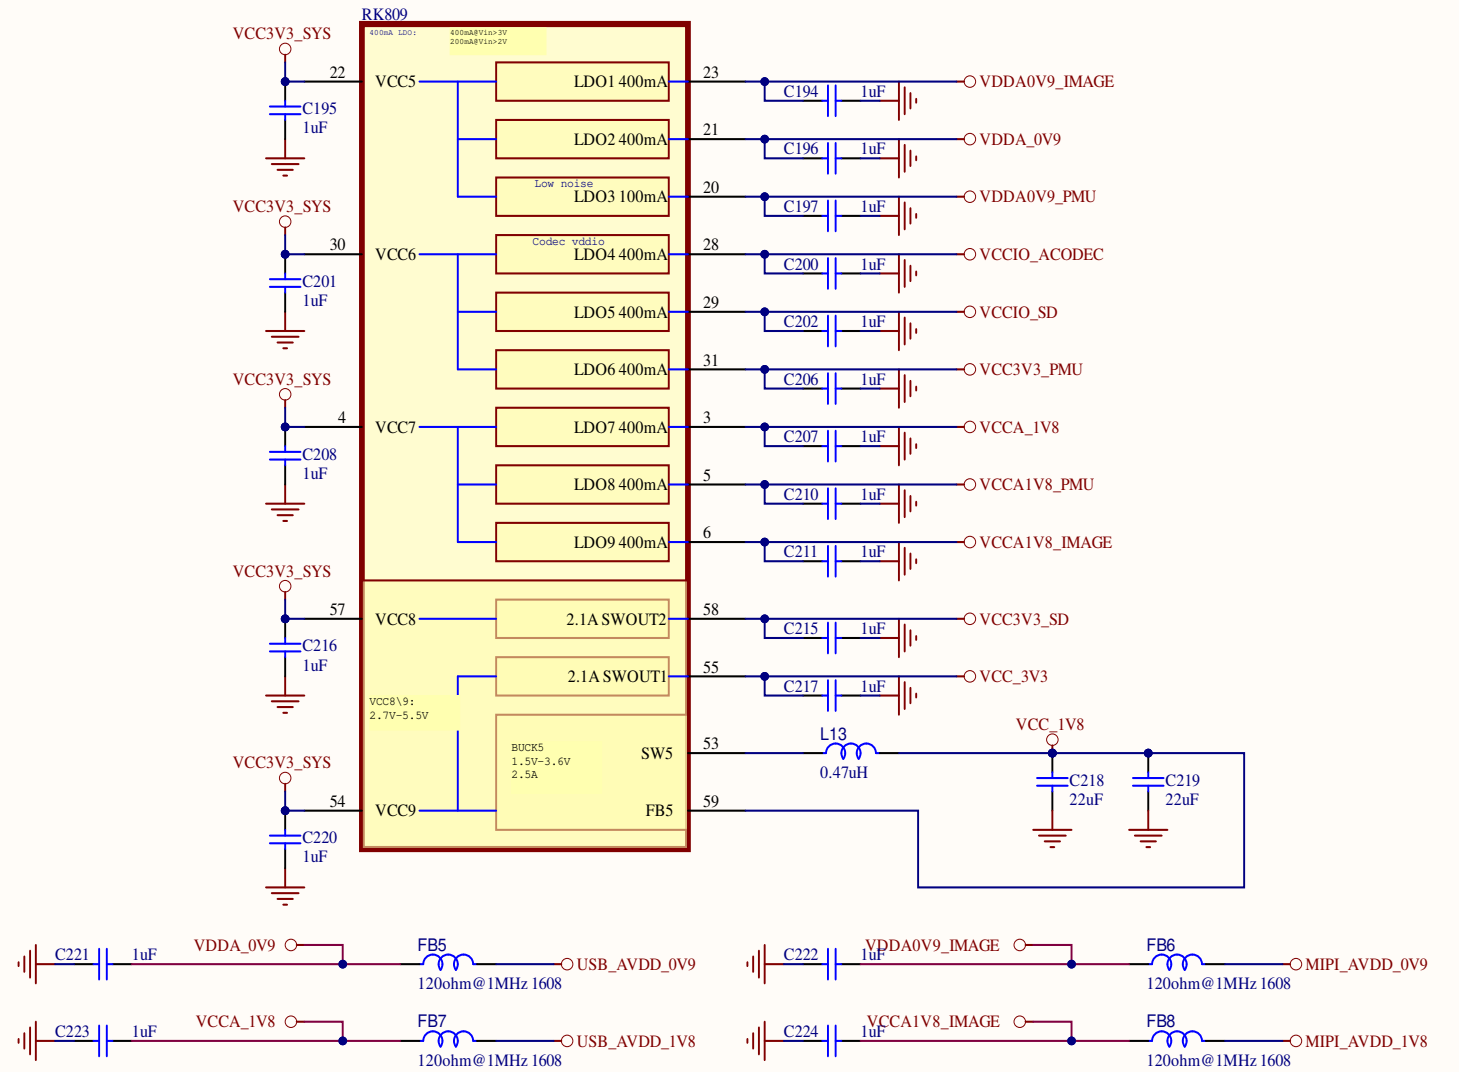 RK809
400mA LDO: 400mA@Vin>3V
200mA@Vin>2V
VCC3V3_SYS
22 VCC5 LDO1 400mA 23 VDDA0V9_IMAGE
C194 1uF
C195
1uF
LDO2 400mA 21 VDDA_0V9
C196 1uF
Low noise
LDO3 100mA 20 VDDA0V9_PMU
C197 1uF
VCC3V3_SYS
Codec vddio
30 VCC6 LDO4 400mA 28 VCCIO_ACODEC
C200 1uF
C201
1uF
LDO5 400mA 29 VCCIO_SD
C202 1uF
LDO6 400mA 31 VCC3V3_PMU
C206 1uF
VCC3V3_SYS
4 VCC7 LDO7 400mA 3 VCCA_1V8
C207 1uF
C208
1uF
LDO8 400mA 5 VCCA1V8_PMU
C210 1uF
LDO9 400mA 6 VCCA1V8_IMAGE
C211 1uF
VCC3V3_SYS
57 VCC8 2.1A SWOUT2 58 VCC3V3_SD
C215 1uF
C216
1uF
2.1A SWOUT1 55 VCC_3V3
C217 1uF
VCC8\9:
2.7V-5.5V
BUCK5
1.5V-3.6V
2.5A
SW5 53 L13
0.47uH
VCC_1V8
C218
22uF
C219
22uF
VCC3V3_SYS
54 VCC9 FB5 59
C220
1uF
C221 1uF VDDA_0V9 FB5 USB_AVDD_0V9
120ohm@1MHz 1608
C222 1uF VDDA0V9_IMAGE FB6 MIPI_AVDD_0V9
120ohm@1MHz 1608
C223 1uF VCCA_1V8 FB7 USB_AVDD_1V8
120ohm@1MHz 1608
C224 1uF VCCA1V8_IMAGE FB8 MIPI_AVDD_1V8
120ohm@1MHz 1608